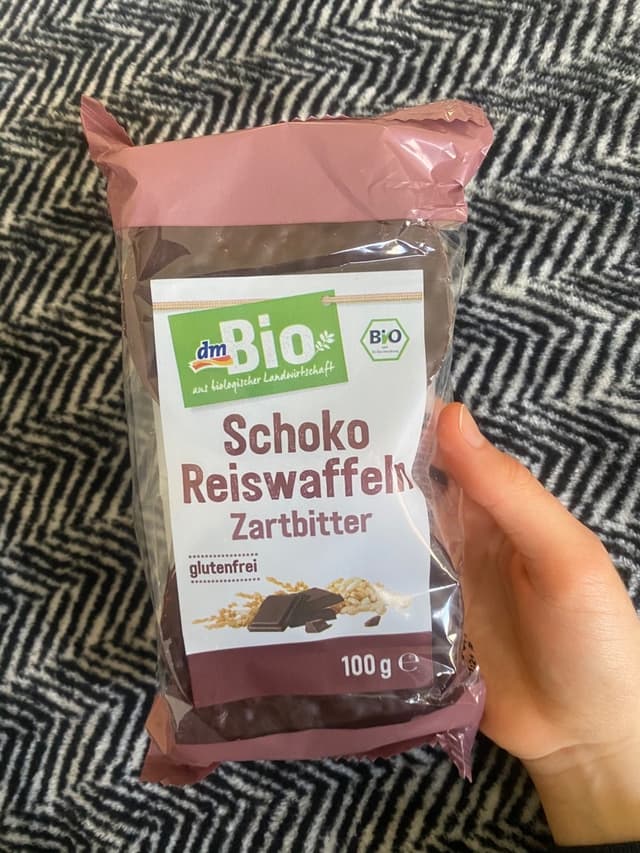 dm Bio
aus biologischer Landwirtschaft
BiO
Schoko
Reiswaffeln
Zartbitter
glutenfrei
100 g ℮